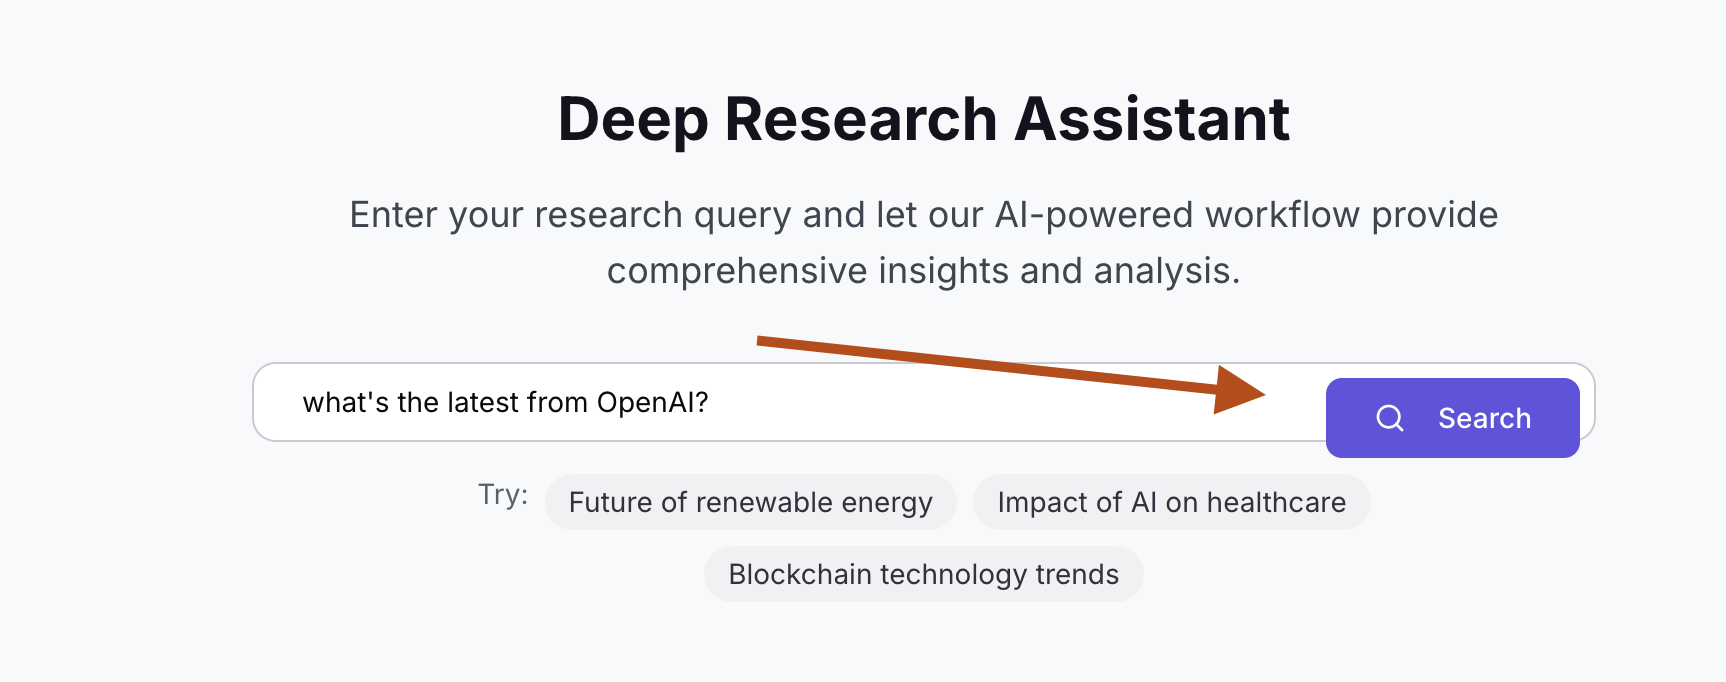 Deep Research Assistant
Enter your research query and let our AI-powered workflow provide
comprehensive insights and analysis.
what's the latest from OpenAI?
Search
Try:
Future of renewable energy
Impact of AI on healthcare
Blockchain technology trends